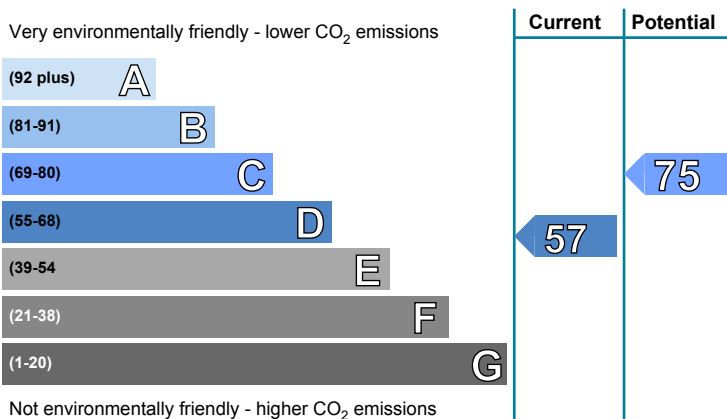 Very environmentally friendly - lower CO2 emissions
Current
Potential
(92 plus) A
(81-91) B
(69-80) C
75
(55-68) D
57
(39-54 E
(21-38) F
(1-20) G
Not environmentally friendly - higher CO2 emissions